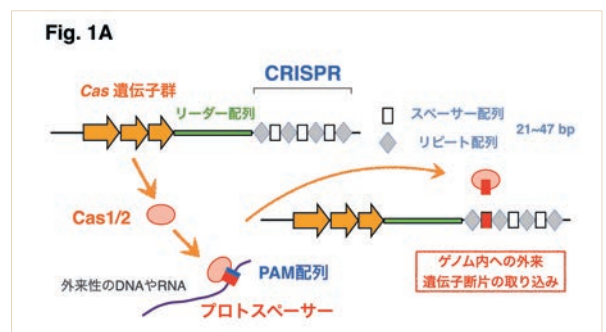 Fig. 1A
CRISPR
Cas 遺伝子群
リーダー配列
スペーサー配列
リピート配列
21~47 bp
Cas1/2
PAM配列
外来性のDNAやRNA
プロトスペーサー
ゲノム内への外来
遺伝子断片の取り込み